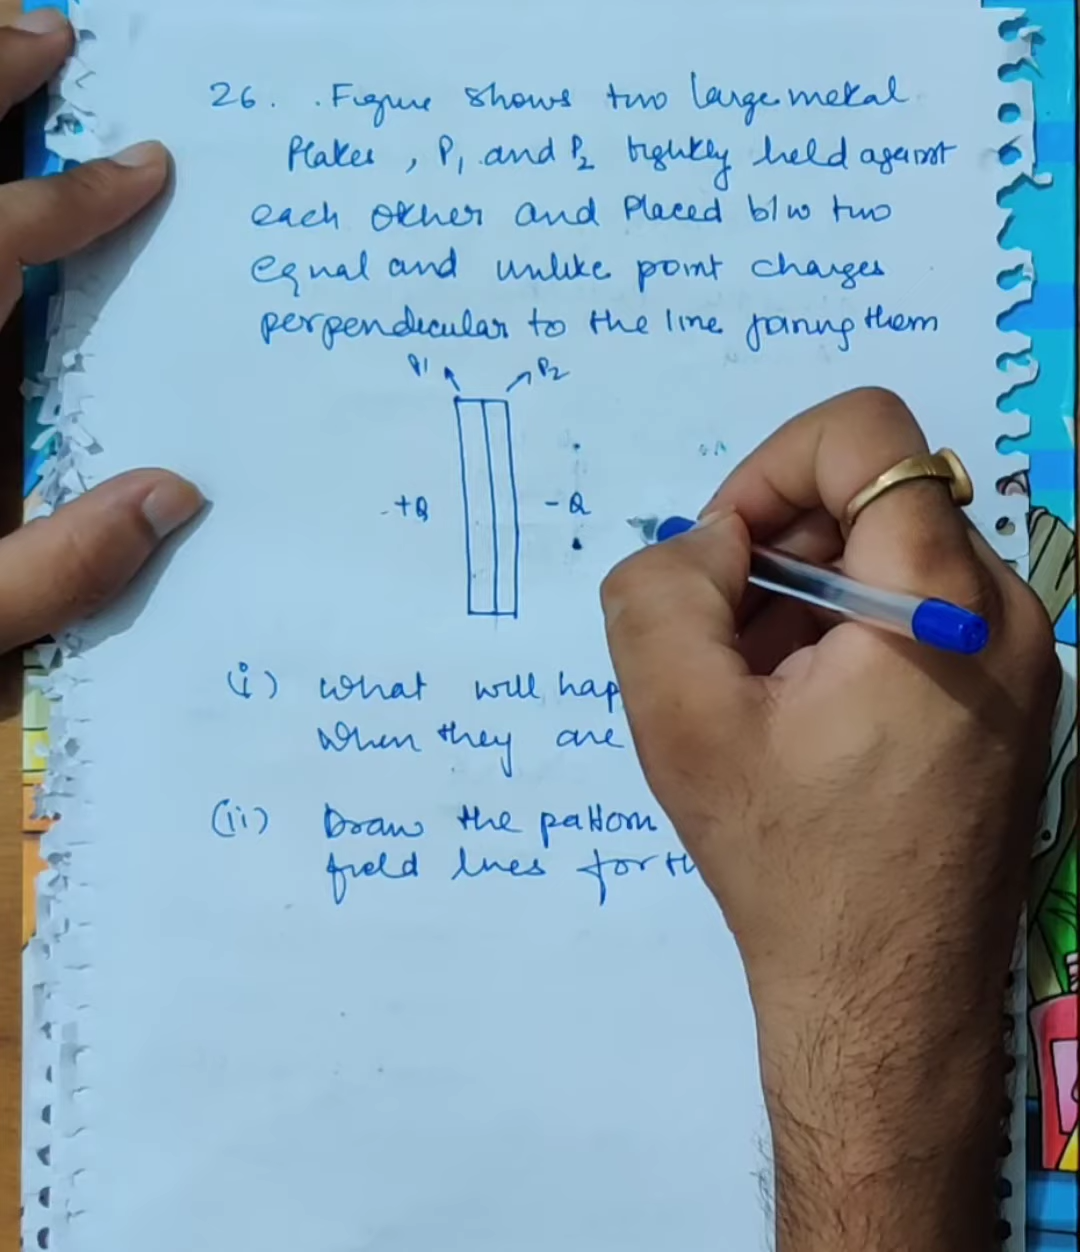 26. . Figure shows two large metal
Plates, P1 and P2 tightly held against
each other and Placed b/w two
equal and unlike point charges
perpendicular to the line joining them
P1 P2
+Q - Q
(i) what will hap
When they are
(ii) Draw the pattern
field lines for th